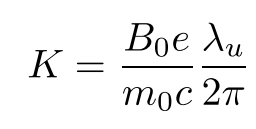 K = \frac{B_0 e}{m_0 c} \frac{\lambda_u}{2\pi}